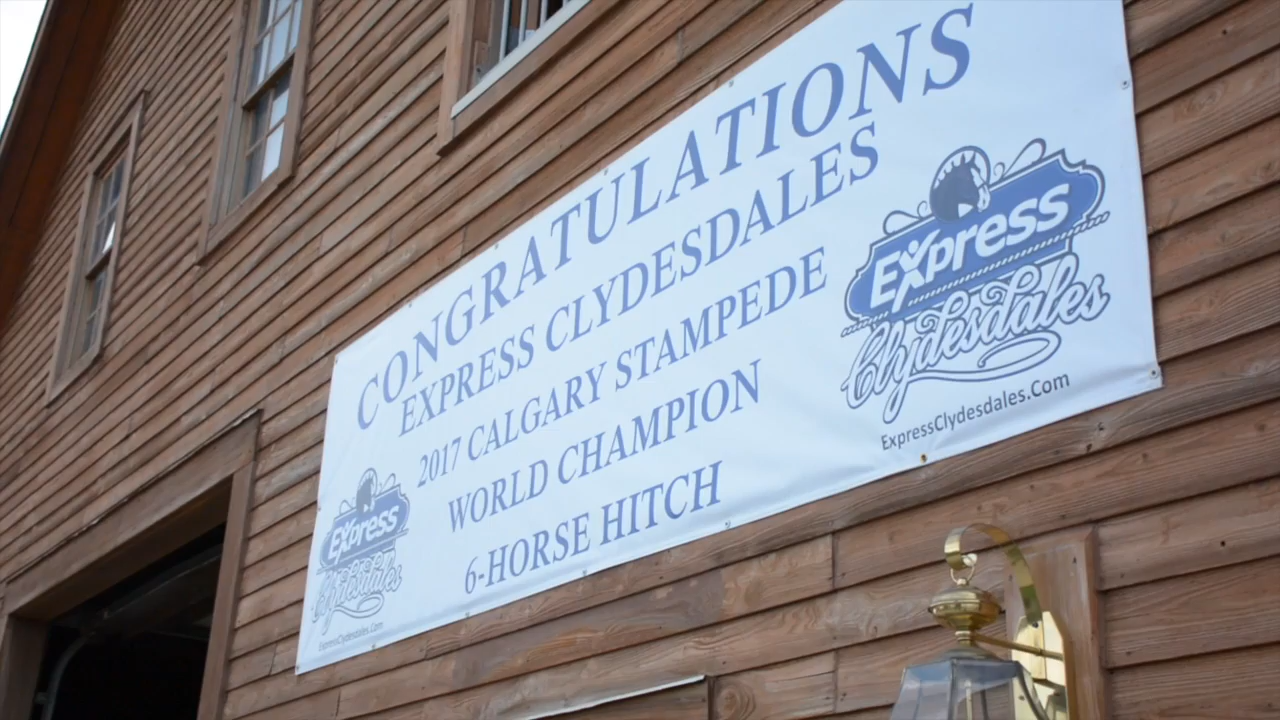 CONGRATULATIONS
EXPRESS CLYDESDALES
2017 CALGARY STAMPEDE
WORLD CHAMPION
6-HORSE HITCH
Express
Clydesdales
ExpressClydesdales.Com
Express
Clydesdales
ExpressClydesdales.Com